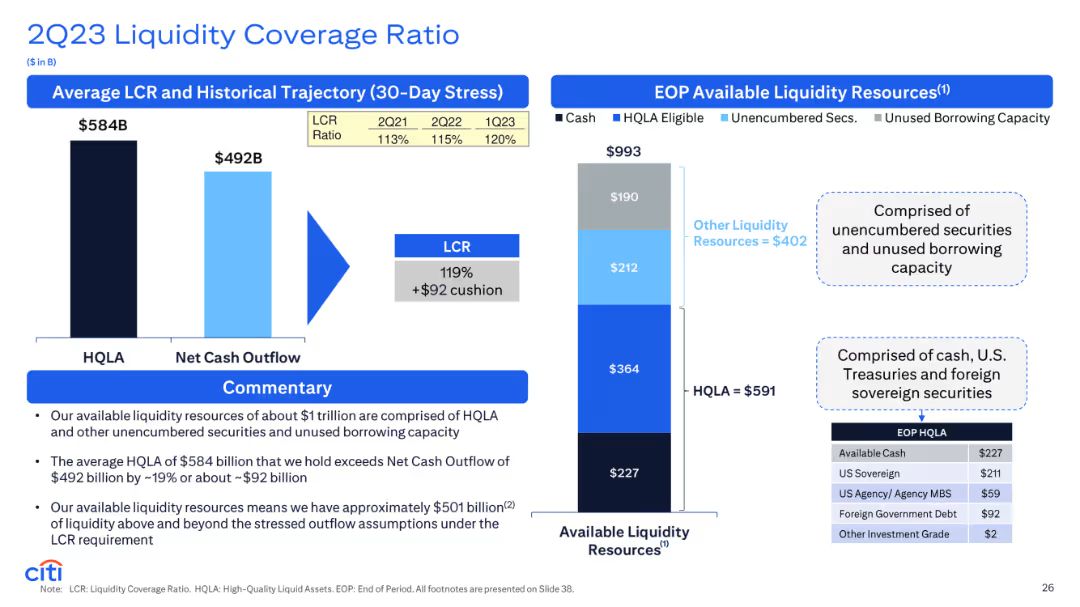 2Q23 Liquidity Coverage Ratio
($ in B)
Average LCR and Historical Trajectory (30-Day Stress)
$584B
$492B
LCR Ratio 2Q21 2Q22 1Q23
113% 115% 120%
LCR
119%
+$92 cushion
HQLA Net Cash Outflow
Commentary
• Our available liquidity resources of about $1 trillion are comprised of HQLA
and other unencumbered securities and unused borrowing capacity
• The average HQLA of $584 billion that we hold exceeds Net Cash Outflow of
$492 billion by ~19% or about ~$92 billion
• Our available liquidity resources means we have approximately $501 billion(2)
of liquidity above and beyond the stressed outflow assumptions under the
LCR requirement
EOP Available Liquidity Resources(1)
Cash HQLA Eligible Unencumbered Secs. Unused Borrowing Capacity
$993
$190
$212
$364
$227
Other Liquidity
Resources = $402
HQLA = $591
Available Liquidity
Resources(1)
Comprised of
unencumbered securities
and unused borrowing
capacity
Comprised of cash, U.S.
Treasuries and foreign
sovereign securities
EOP HQLA
Available Cash $227
US Sovereign $211
US Agency/ Agency MBS $59
Foreign Government Debt $92
Other Investment Grade $2
citi
Note: LCR: Liquidity Coverage Ratio. HQLA: High-Quality Liquid Assets. EOP: End of Period. All footnotes are presented on Slide 38.
26